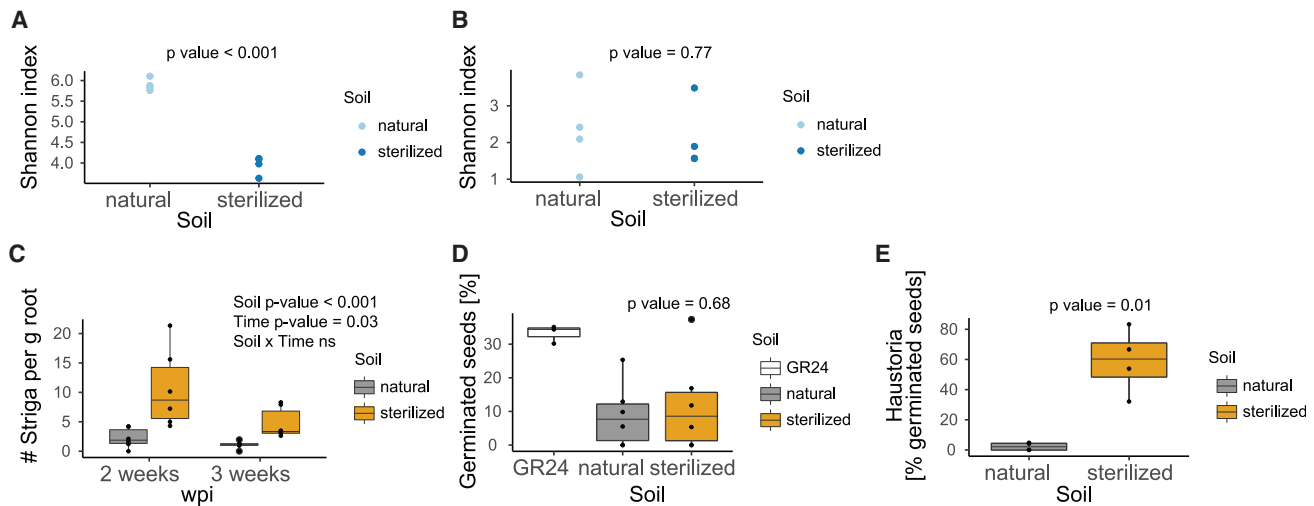 A
p value < 0.001
Shannon index
6.0
5.5
4.5
4.0
natural
sterilized
Soil
Soil
natural
sterilized
B
p value = 0.77
Shannon index
3
2
1
natural
sterilized
Soil
Soil
natural
sterilized
C
Soil p-value < 0.001
Time p-value = 0.03
Soil x Time ns
# Striga per g root
20
15
10
5
0
2 weeks
3 weeks
wpi
Soil
natural
sterilized
D
p value = 0.68
Germinated seeds [%]
30
20
10
0
GR24
natural
sterilized
Soil
Soil
GR24
natural
sterilized
E
p value = 0.01
Haustoria
[% germinated seeds]
80
60
40
20
0
natural
sterilized
Soil
Soil
natural
sterilized